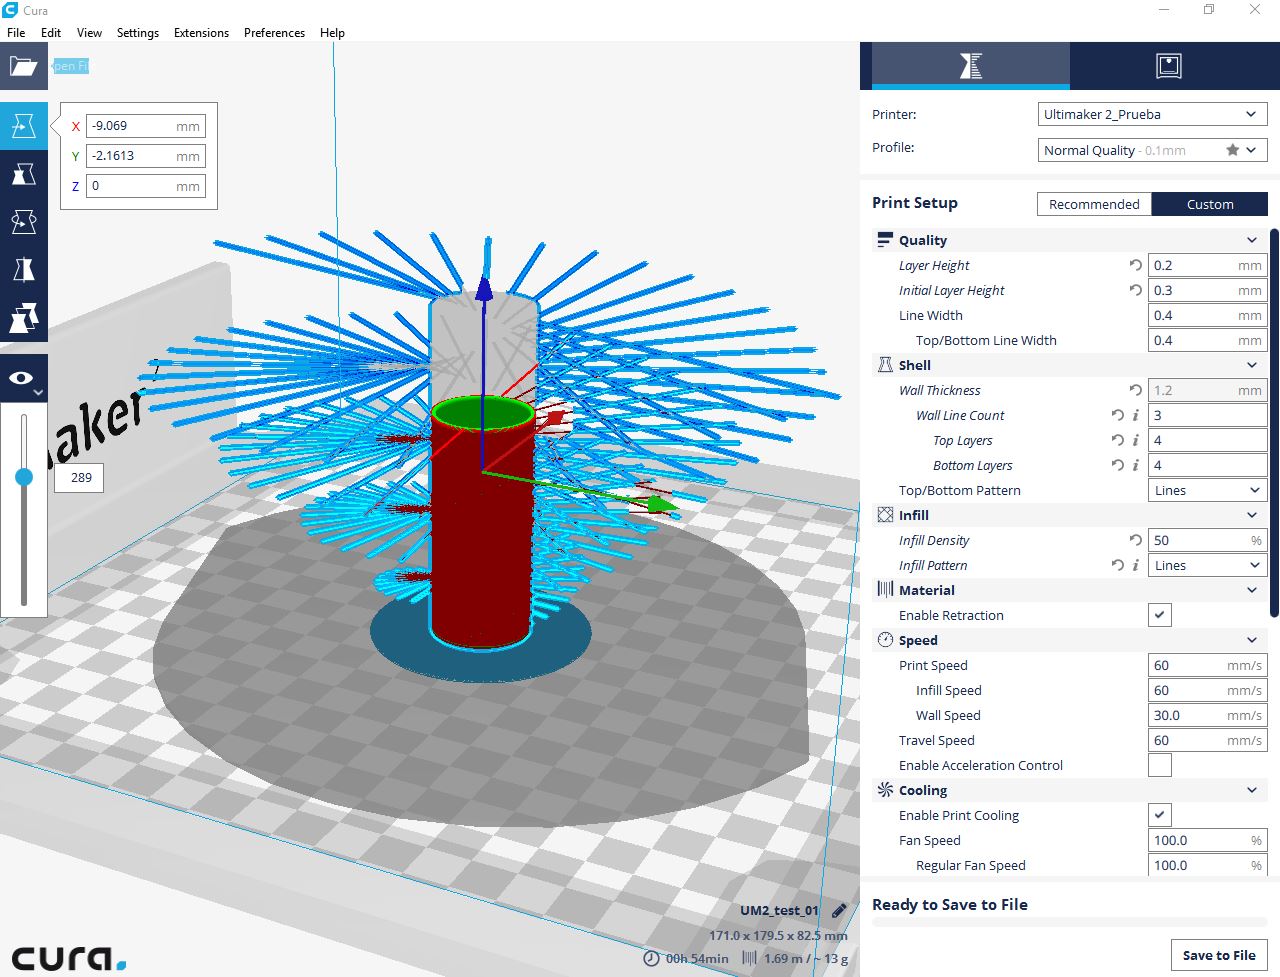 Cura
File Edit View Settings Extensions Preferences Help
pen Fi
X -9.069 mm
Y -2.1613 mm
Z 0 mm
aker
289
Printer: Ultimaker 2_Prueba
Profile: Normal Quality - 0.1mm
Print Setup Recommended Custom
Quality
Layer Height 0.2 mm
Initial Layer Height 0.3 mm
Line Width 0.4 mm
Top/Bottom Line Width 0.4 mm
Shell
Wall Thickness 1.2 mm
Wall Line Count 3
Top Layers 4
Bottom Layers 4
Top/Bottom Pattern Lines
Infill
Infill Density 50 %
Infill Pattern Lines
Material
Enable Retraction
Speed
Print Speed 60 mm/s
Infill Speed 60 mm/s
Wall Speed 30.0 mm/s
Travel Speed 60 mm/s
Enable Acceleration Control
Cooling
Enable Print Cooling
Fan Speed 100.0 %
Regular Fan Speed 100.0 %
UM2_test_01
171.0 x 179.5 x 82.5 mm
00h 54min 1.69 m / ~ 13 g
cura.
Ready to Save to File
Save to File